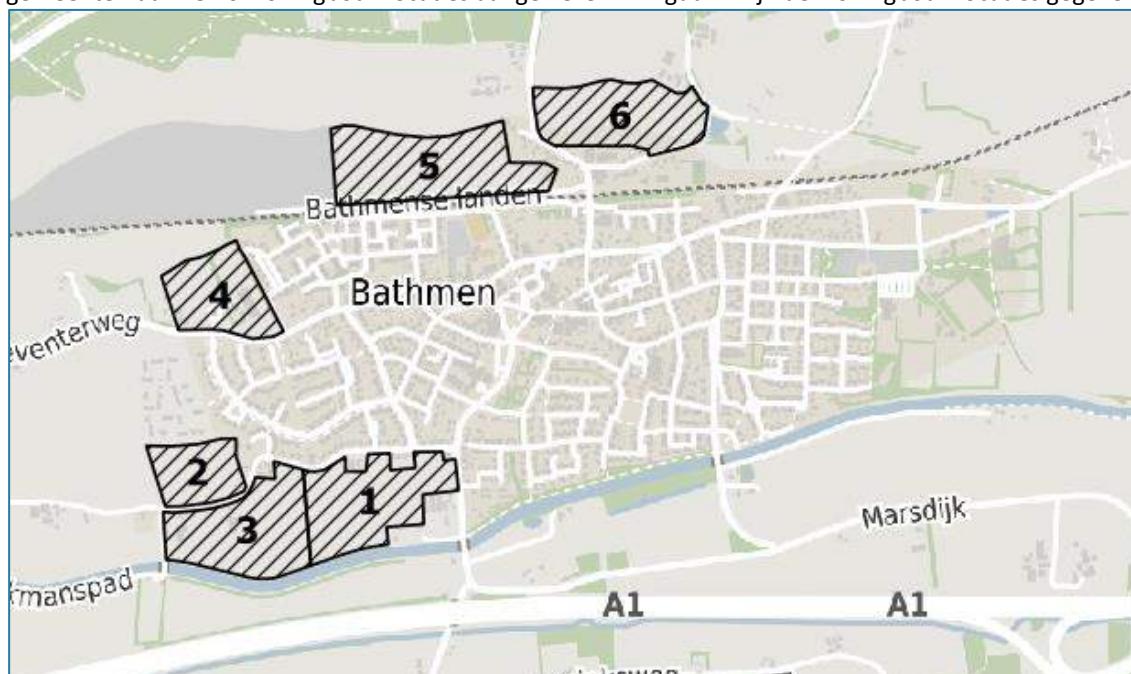 6
5
Bathmense landen
4
Bathmen
eventerweg
2
1
3
Marsdijk
rmanspad
A1
A1